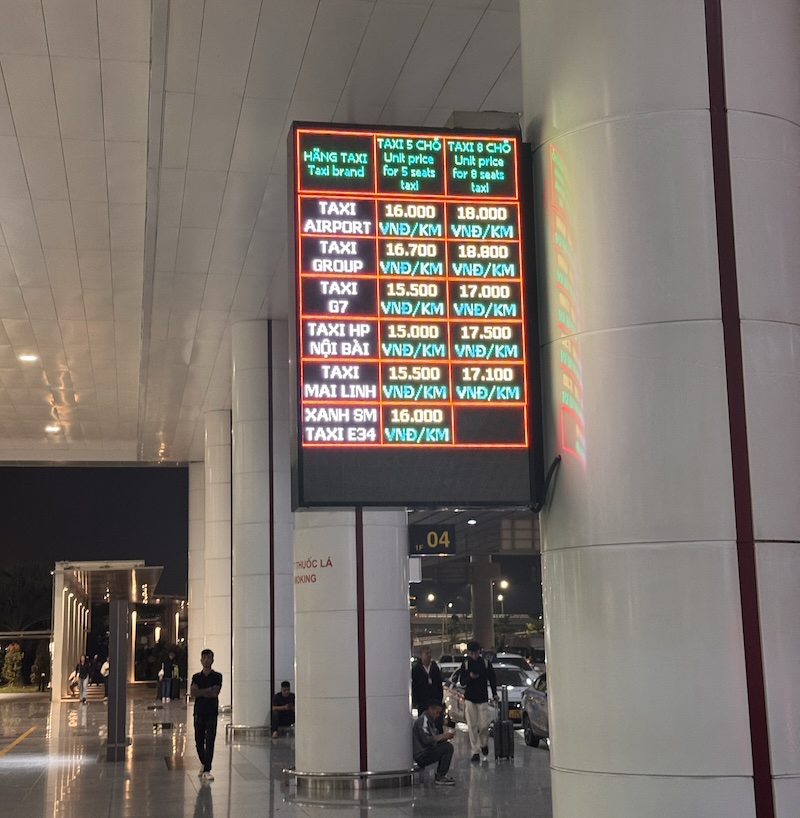 HÃNG TAXI
Taxi brand
TAXI 5 CHỖ
Unit price
for 5 seats
taxi
TAXI 8 CHỖ
Unit price
for 8 seats
taxi
TAXI
AIRPORT
16.000
VNĐ/KM
18.000
VNĐ/KM
TAXI
GROUP
16.700
VNĐ/KM
18.800
VNĐ/KM
TAXI
G7
15.500
VNĐ/KM
17.000
VNĐ/KM
TAXI HP
NỘI BÀI
15.000
VNĐ/KM
17.500
VNĐ/KM
TAXI
MAI LINH
15.500
VNĐ/KM
17.100
VNĐ/KM
XANH SM
TAXI E34
16.000
VNĐ/KM
04
THUỐC LÁ